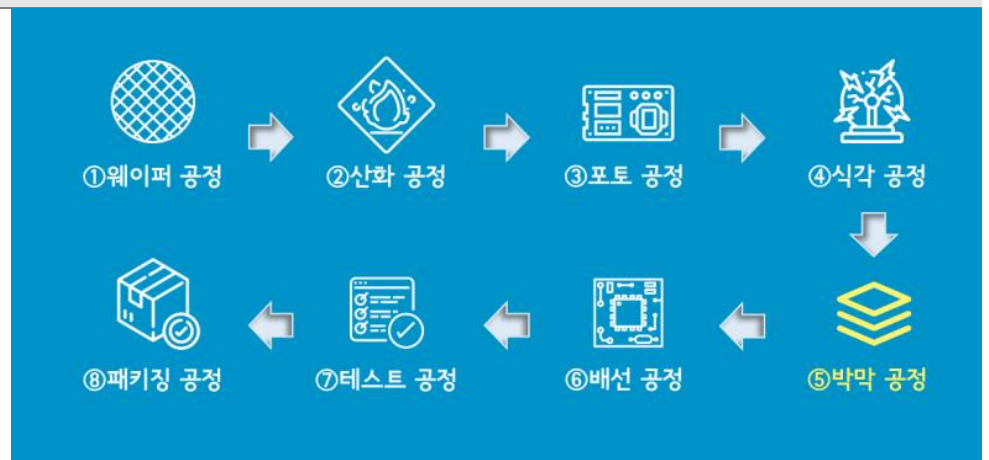 ①웨이퍼 공정
②산화 공정
③포토 공정
④식각 공정
⑤박막 공정
⑥배선 공정
⑦테스트 공정
⑧패키징 공정